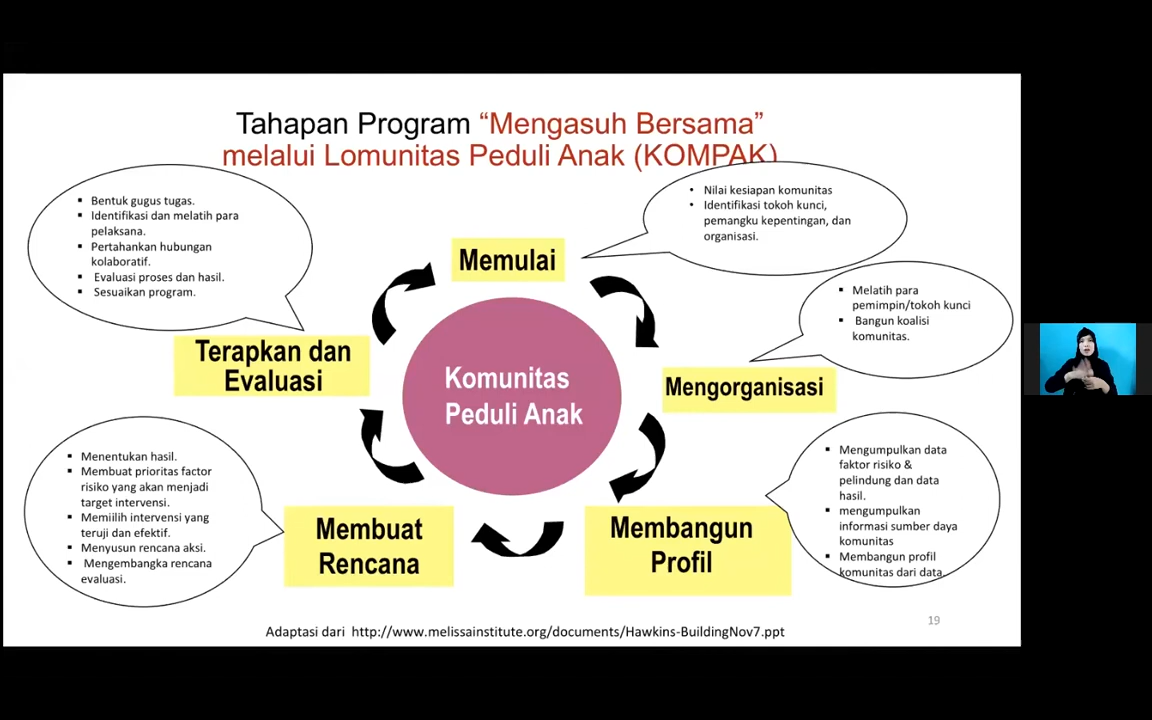 Tahapan Program “Mengasuh Bersama”
melalui Lomunitas Peduli Anak (KOMPAK)
▪ Bentuk gugus tugas.
▪ Identifikasi dan melatih para
pelaksana.
▪ Pertahankan hubungan
kolaboratif.
▪ Evaluasi proses dan hasil.
▪ Sesuaikan program.
• Nilai kesiapan komunitas
• Identifikasi tokoh kunci,
pemangku kepentingan, dan
organisasi.
Memulai
▪ Melatih para
pemimpin/tokoh kunci
▪ Bangun koalisi
komunitas.
Terapkan dan
Evaluasi
Komunitas
Peduli Anak
Mengorganisasi
▪ Menentukan hasil.
▪ Membuat prioritas factor
risiko yang akan menjadi
target intervensi.
▪ Memiilih intervensi yang
teruji dan efektif.
▪ Menyusun rencana aksi.
▪ Mengembangka rencana
evaluasi.
Membuat
Rencana
Membangun
Profil
▪ Mengumpulkan data
faktor risiko &
pelindung dan data
hasil.
▪ mengumpulkan
informasi sumber daya
komunitas
▪ Membangun profil
komunitas dari data.
Adaptasi dari http://www.melissainstitute.org/documents/Hawkins-BuildingNov7.ppt
19